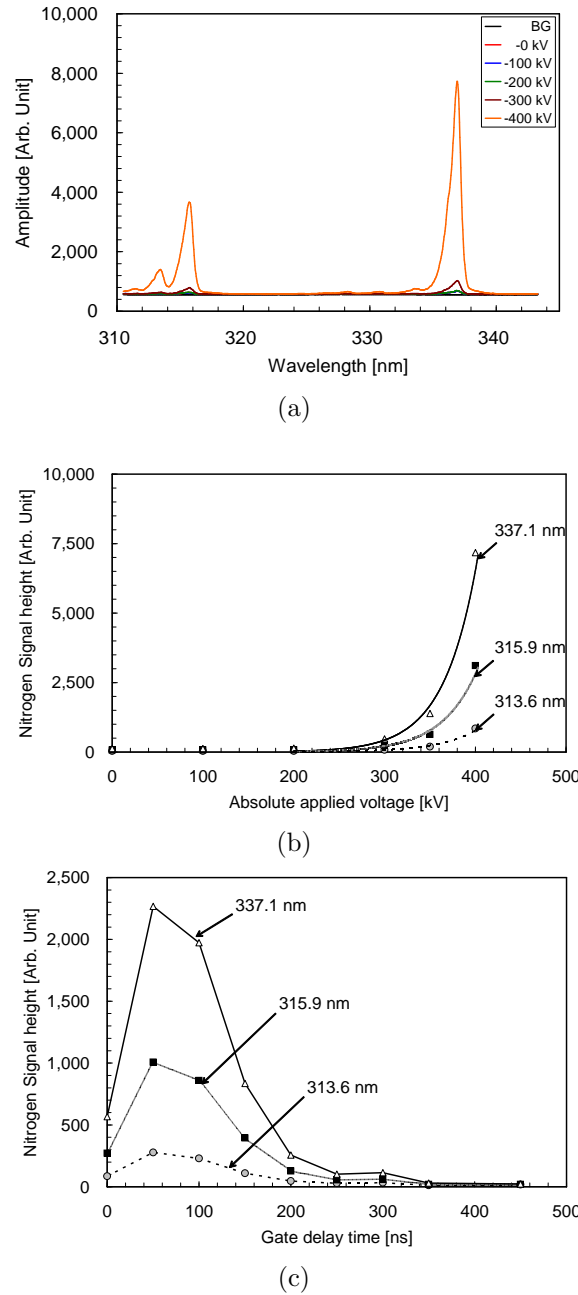 10,000
8,000
6,000
4,000
2,000
0
Amplitude [Arb. Unit]
BG
-0 kV
-100 kV
-200 kV
-300 kV
-400 kV
310 320 330 340
Wavelength [nm]
(a)
10,000
7,500
5,000
2,500
0
Nitrogen Signal height [Arb. Unit]
337.1 nm
315.9 nm
313.6 nm
0 100 200 300 400 500
Absolute applied voltage [kV]
(b)
2,500
2,000
1,500
1,000
500
0
Nitrogen Signal height [Arb. Unit]
337.1 nm
315.9 nm
313.6 nm
0 100 200 300 400 500
Gate delay time [ns]
(c)